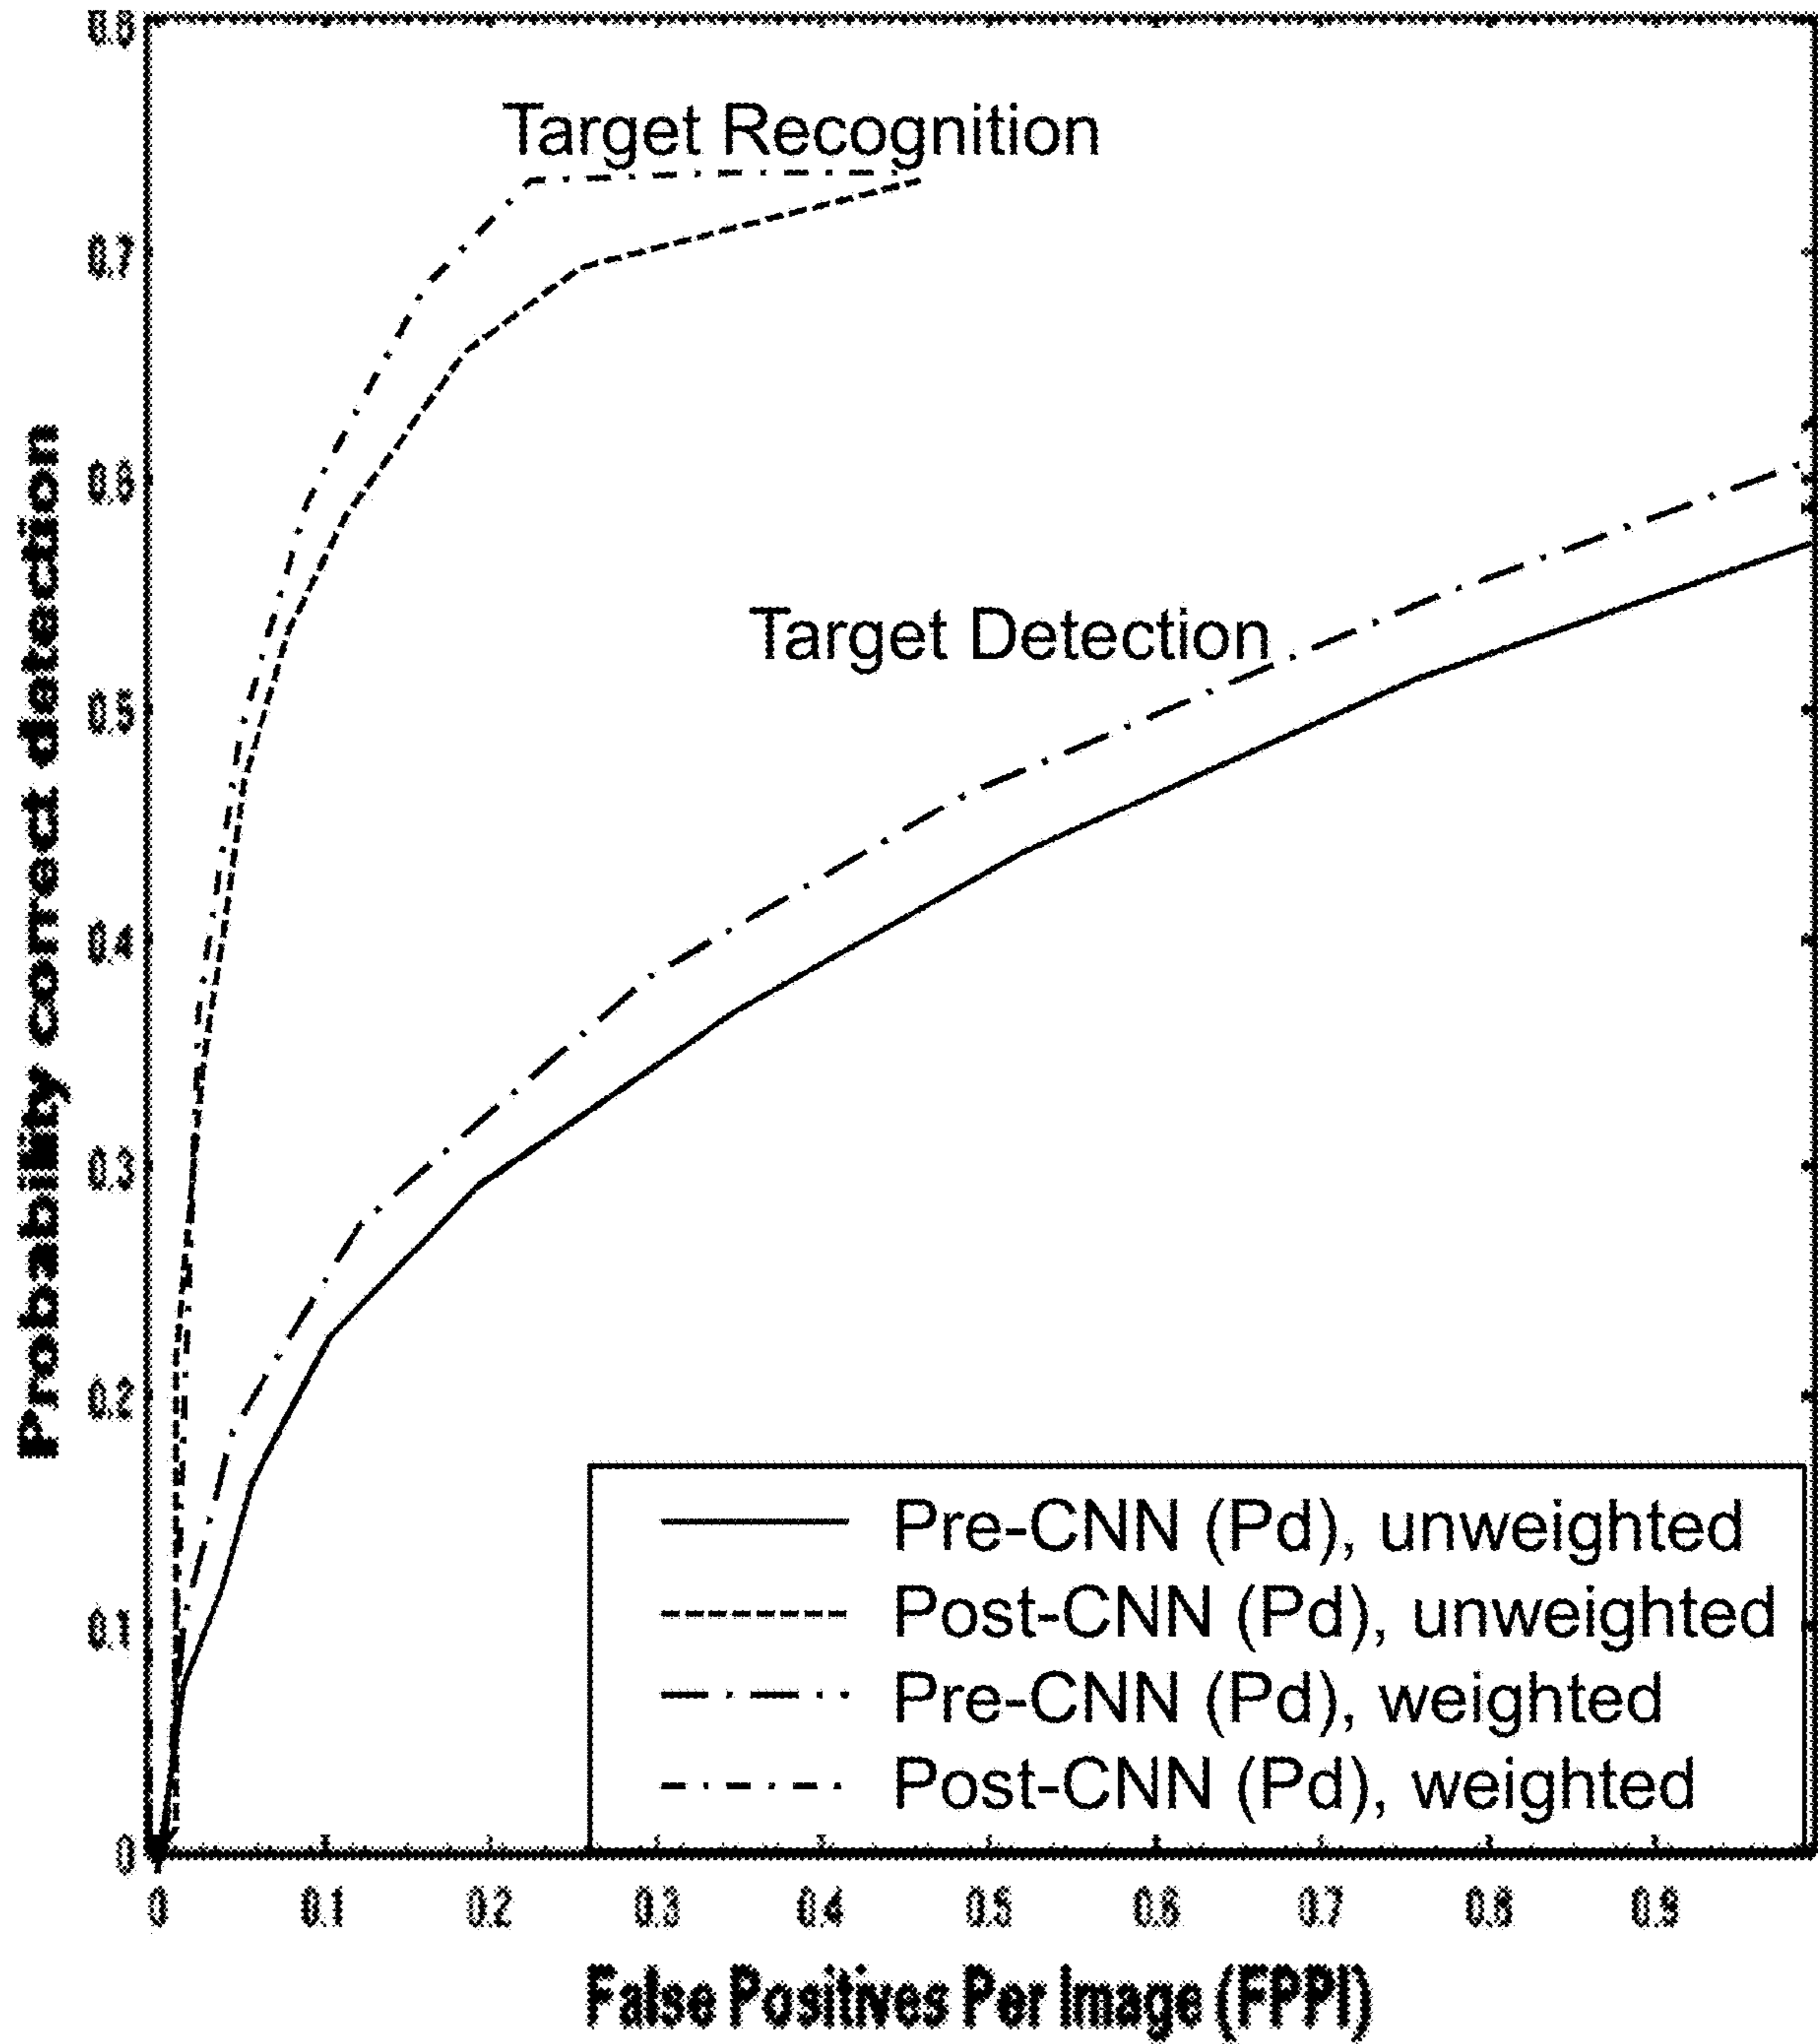 Probability correct datection
0.8
0.7
0.6
0.5
0.4
0.3
0.2
0.1
0
Target Recognition
Target Detection
Pre-CNN (Pd), unweighted
Post-CNN (Pd), unweighted
Pre-CNN (Pd), weighted
Post-CNN (Pd), weighted
0 0.1 0.2 0.3 0.4 0.5 0.6 0.7 0.8 0.9
False Positives Per Image (FPPI)